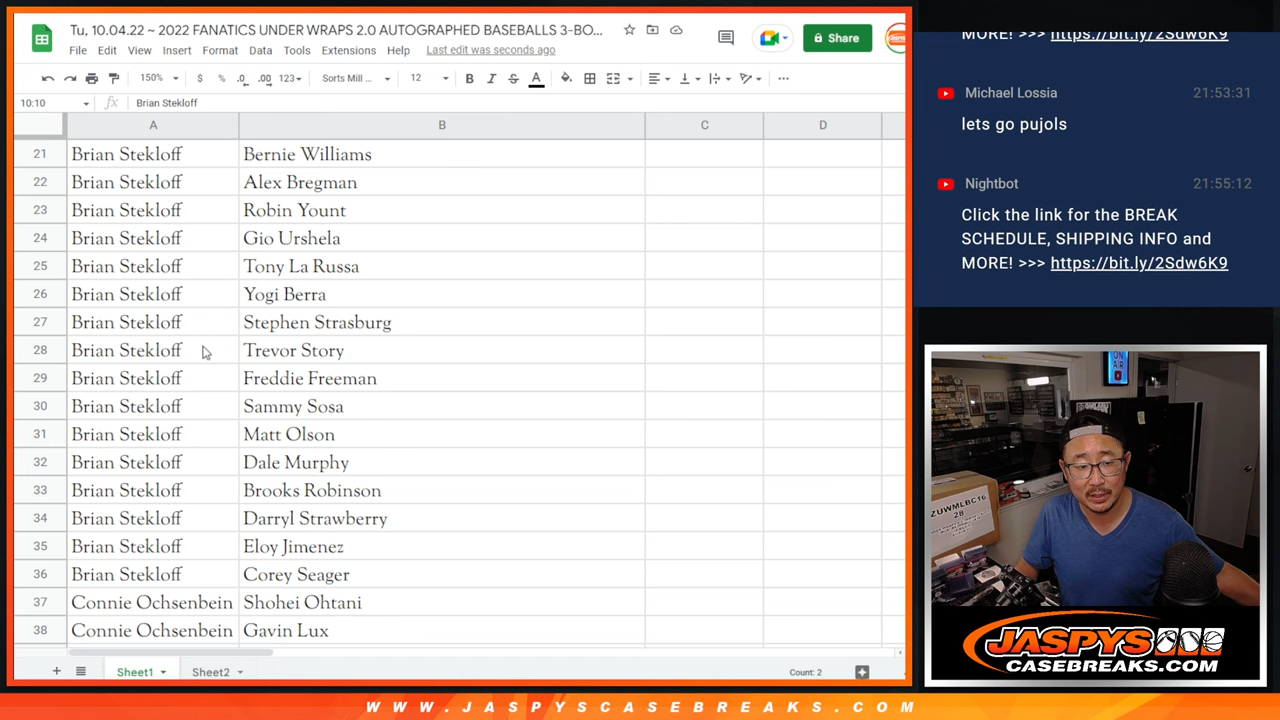 Tu, 10.04.22 ~ 2022 FANATICS UNDER WRAPS 2.0 AUTOGRAPHED BASEBALLS 3-BO...
File Edit View Insert Format Data Tools Extensions Help Last edit was seconds ago
Share
150% $ % .0 .00 123 Sorts Mill ... 12 B I S A
10:10 fx Brian Stekloff
A B C D
21 Brian Stekloff Bernie Williams
22 Brian Stekloff Alex Bregman
23 Brian Stekloff Robin Yount
24 Brian Stekloff Gio Urshela
25 Brian Stekloff Tony La Russa
26 Brian Stekloff Yogi Berra
27 Brian Stekloff Stephen Strasburg
28 Brian Stekloff Trevor Story
29 Brian Stekloff Freddie Freeman
30 Brian Stekloff Sammy Sosa
31 Brian Stekloff Matt Olson
32 Brian Stekloff Dale Murphy
33 Brian Stekloff Brooks Robinson
34 Brian Stekloff Darryl Strawberry
35 Brian Stekloff Eloy Jimenez
36 Brian Stekloff Corey Seager
37 Connie Ochsenbein Shohei Ohtani
38 Connie Ochsenbein Gavin Lux
Sheet1 Sheet2 Count: 2
MORE! >>> https://bit.ly/2Sdw6K9
Michael Lossia 21:53:31
lets go pujols
Nightbot 21:55:12
Click the link for the BREAK
SCHEDULE, SHIPPING INFO and
MORE! >>> https://bit.ly/2Sdw6K9
ON
AIR
ZUWMLBC16
28
JASPYS
CASEBREAKS.COM
WWW.JASPYSCASEBREAKS.COM